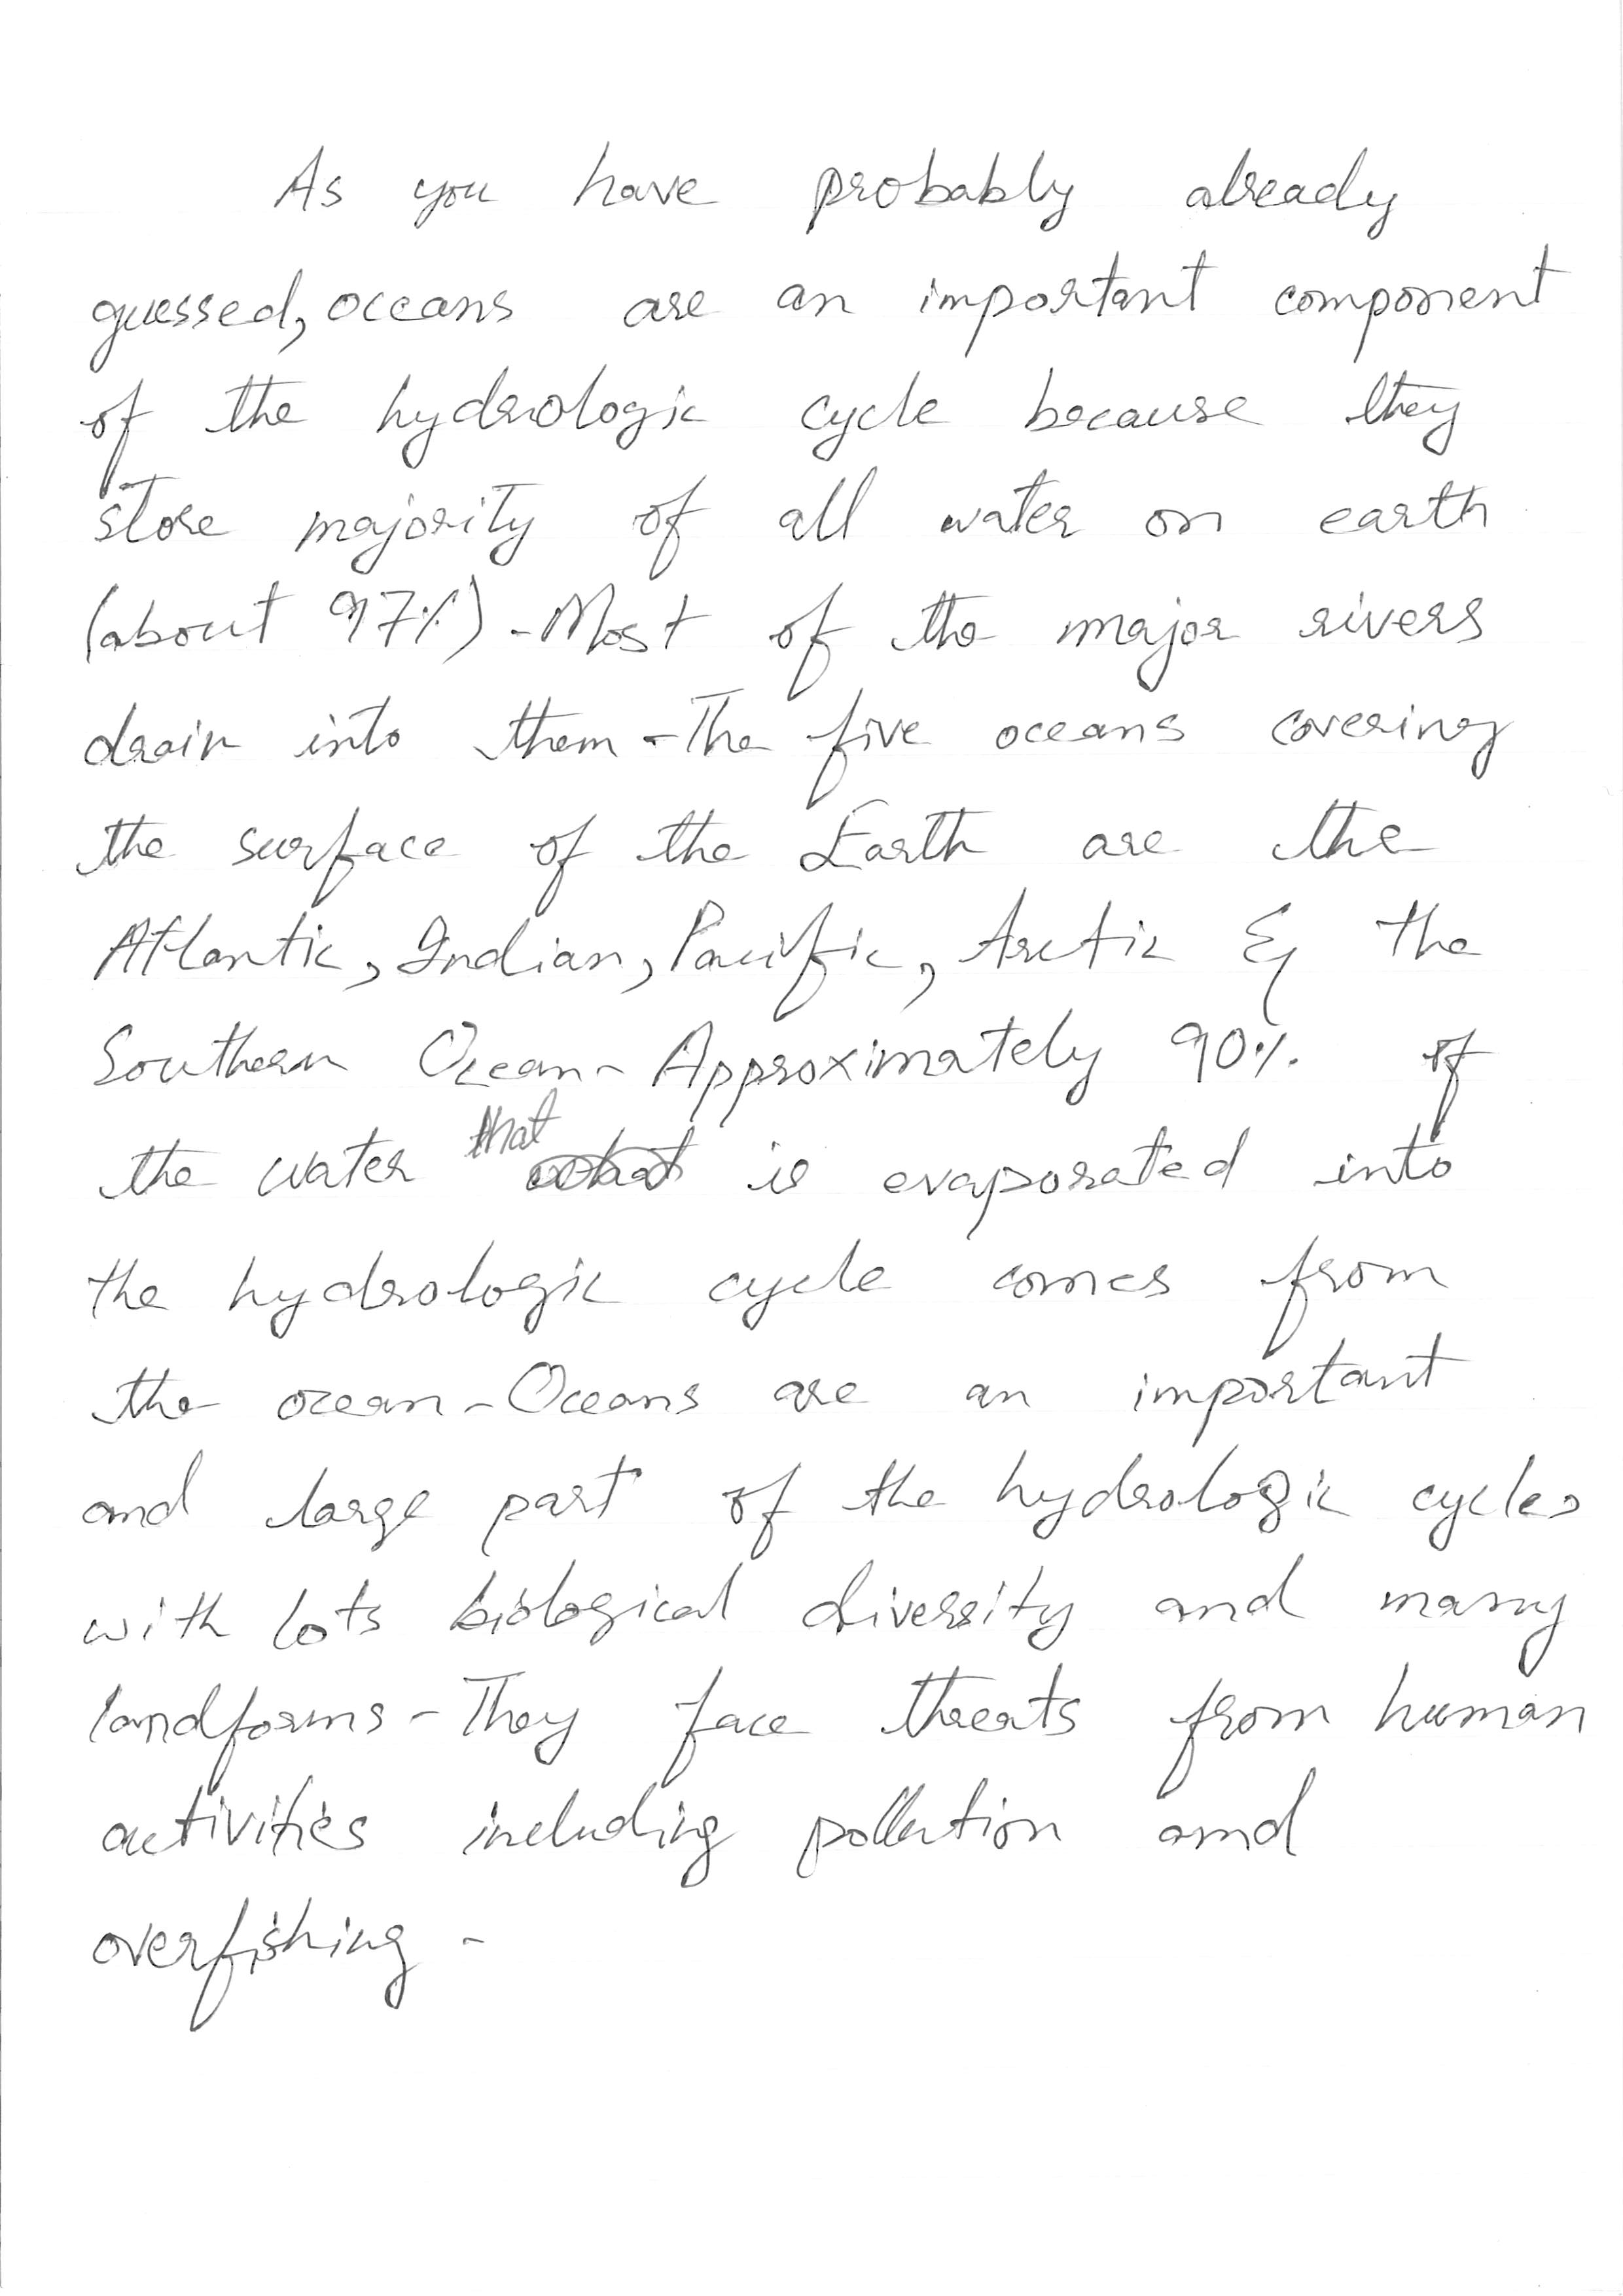 As you have probably already
guessed, oceans are an important component
of the hydrologic cycle because they
store majority of all water on earth
(about 97%) - Most of the major rivers
drain into them - The five oceans covering
the surface of the Earth are the
Atlantic, Indian, Pacific, Arctic & the
Southern Ocean - Approximately 90% of
the water that is evaporated into
the hydrologic cycle comes from
the ocean - Oceans are an important
and large part of the hydrologic cycle,
with lots biological diversity and many
landforms - They face threats from human
activities including pollution and
overfishing -